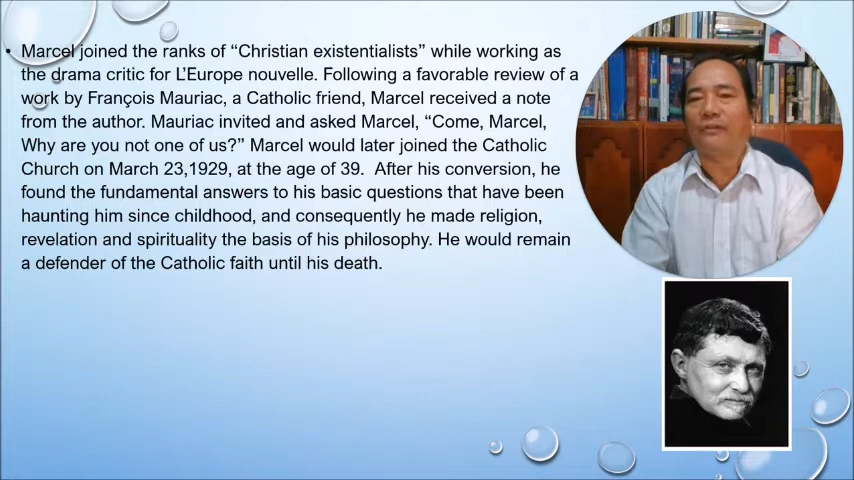 • Marcel joined the ranks of “Christian existentialists” while working as
the drama critic for L’Europe nouvelle. Following a favorable review of a
work by François Mauriac, a Catholic friend, Marcel received a note
from the author. Mauriac invited and asked Marcel, “Come, Marcel,
Why are you not one of us?” Marcel would later joined the Catholic
Church on March 23,1929, at the age of 39.  After his conversion, he
found the fundamental answers to his basic questions that have been
haunting him since childhood, and consequently he made religion,
revelation and spirituality the basis of his philosophy. He would remain
a defender of the Catholic faith until his death.